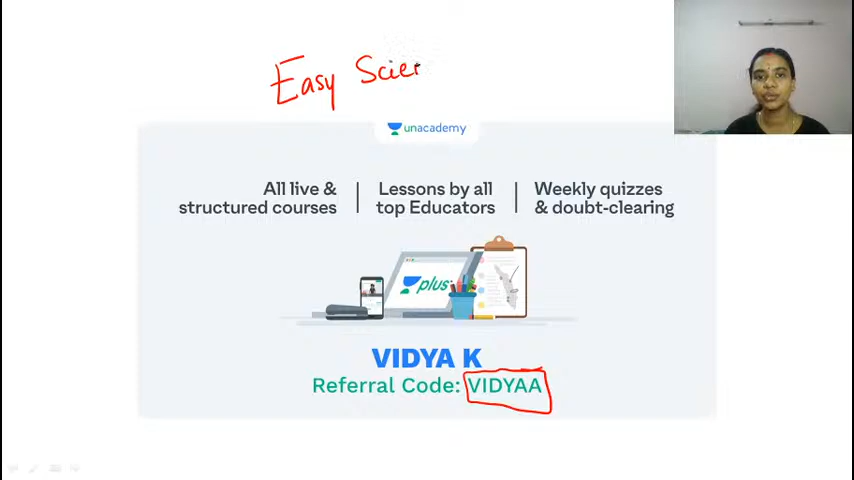 Easy Scier
unacademy
All live &
structured courses
Lessons by all
top Educators
Weekly quizzes
& doubt-clearing
plus
VIDYA K
Referral Code: VIDYAA